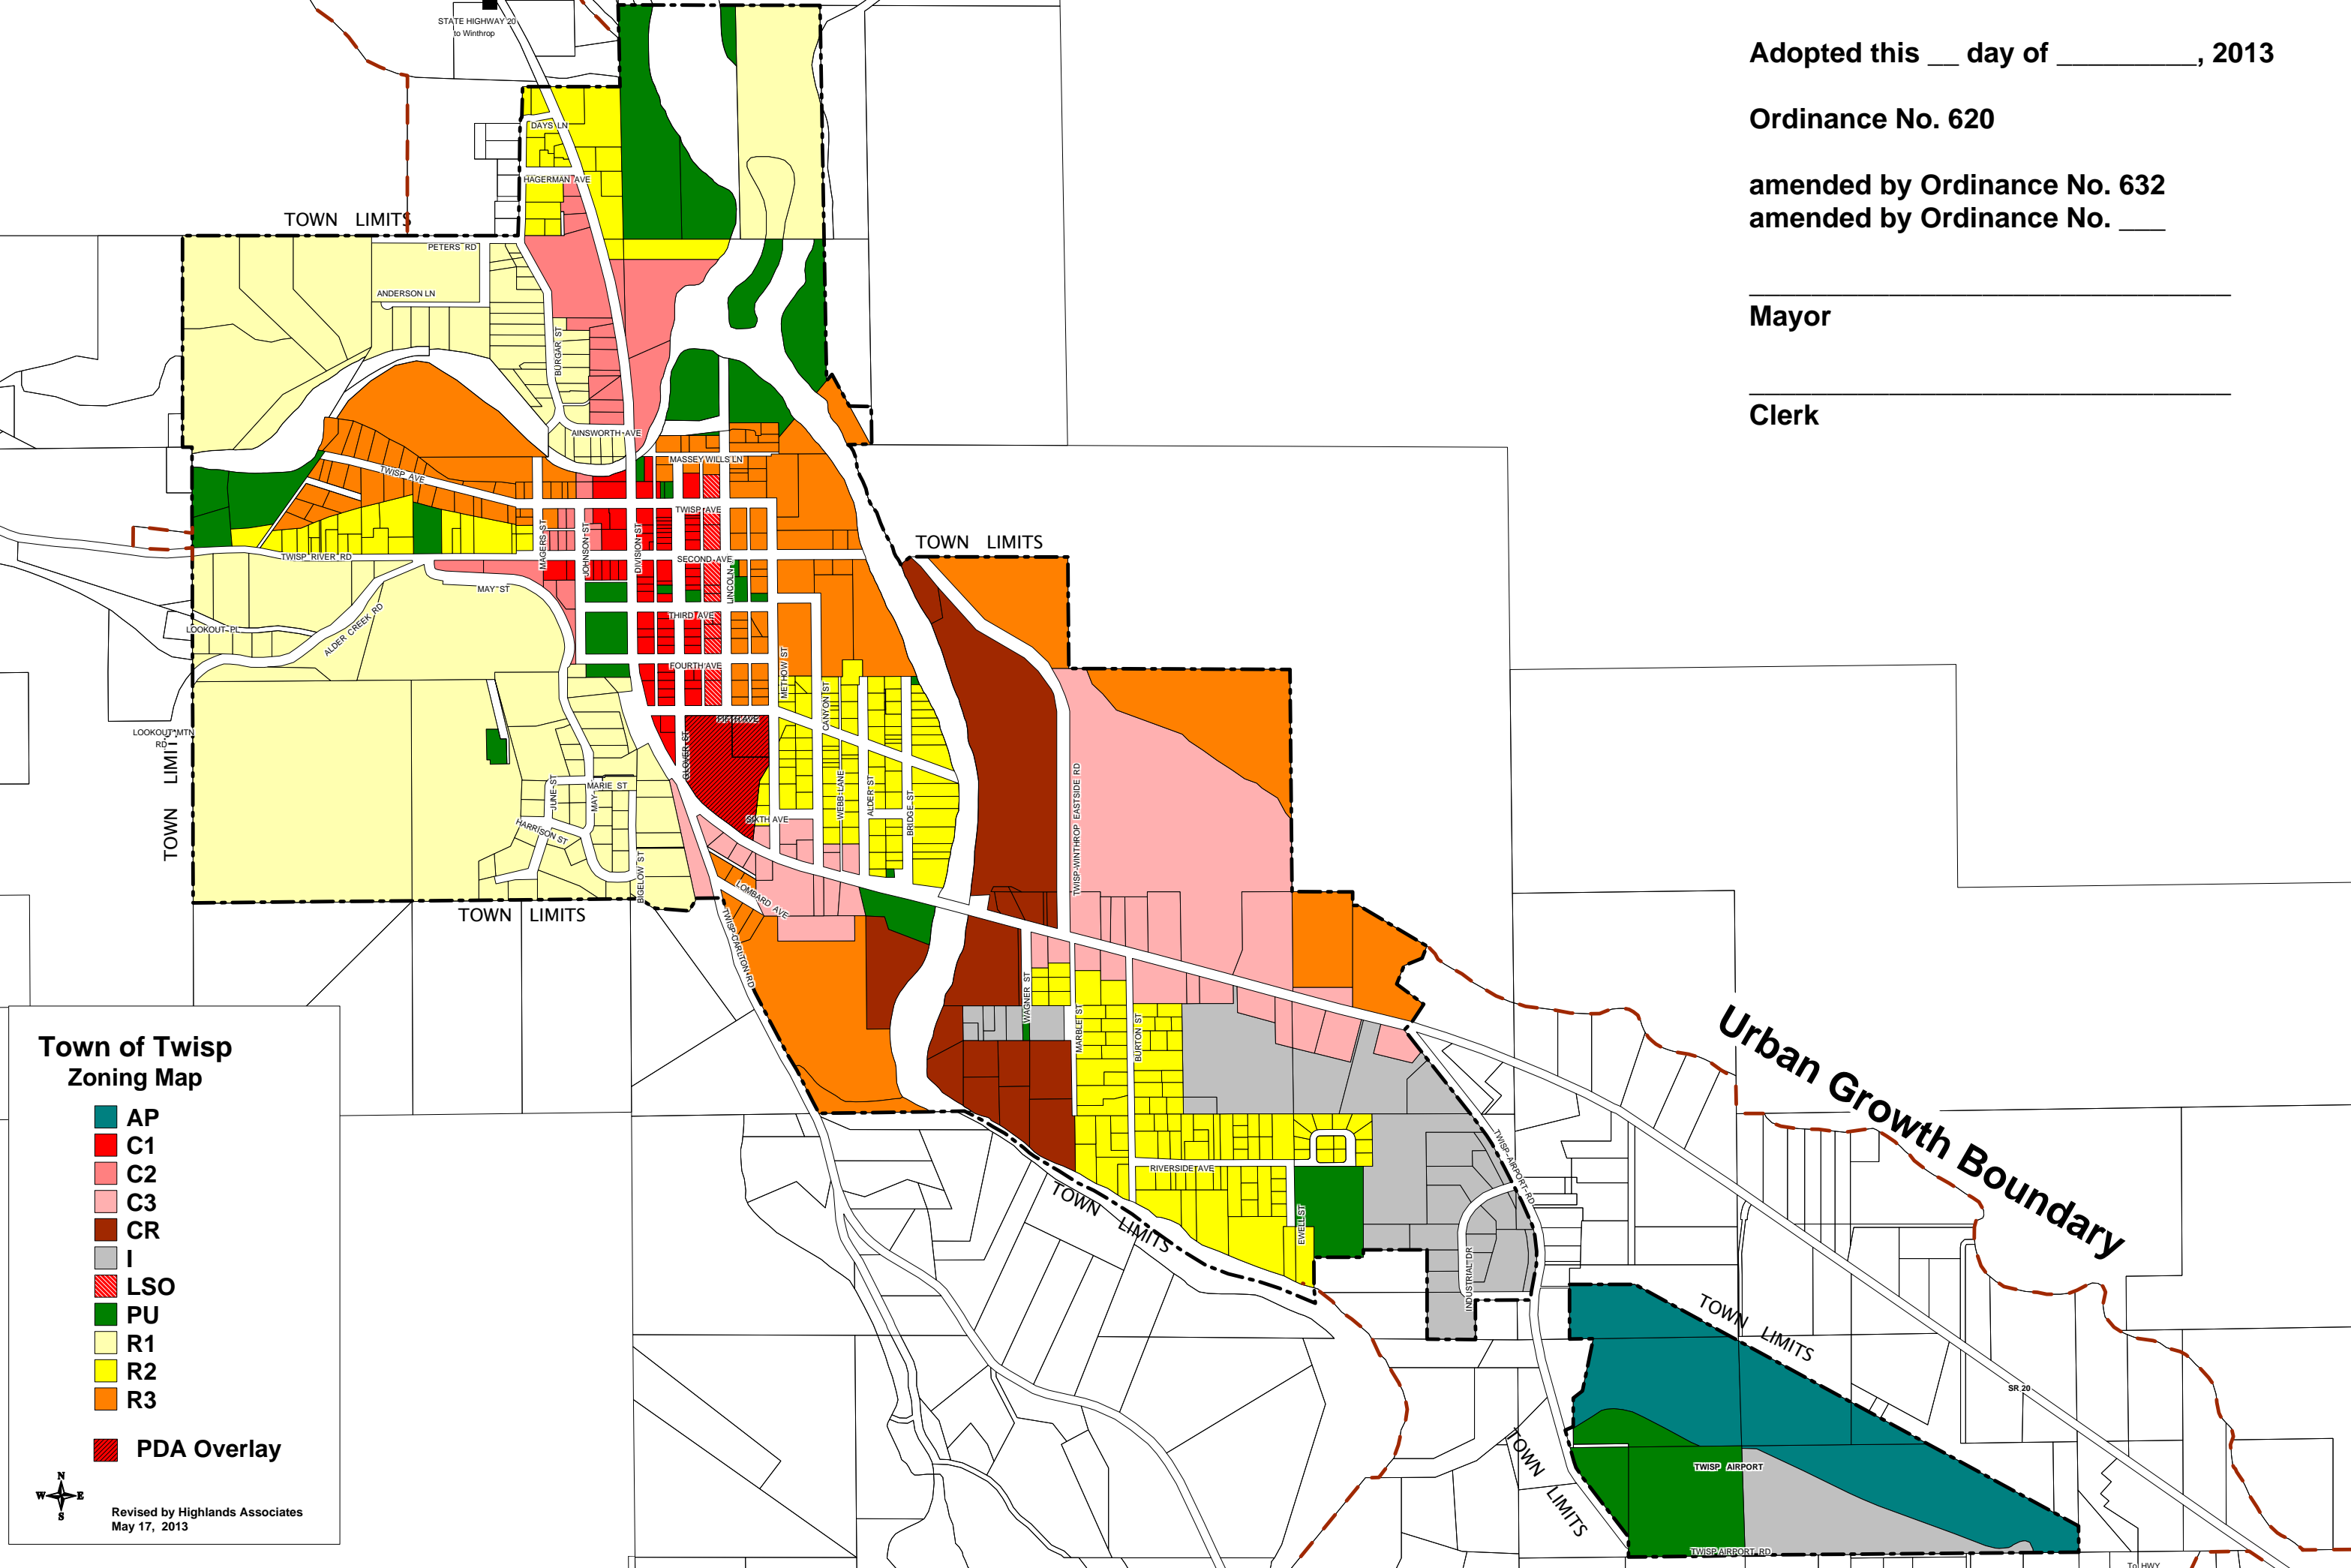 STATE HIGHWAY 20
to Winthrop
Adopted this __ day of _________, 2013
Ordinance No. 620
amended by Ordinance No. 632
amended by Ordinance No. ___
Mayor
Clerk
DAYS LN
HAGERMAN AVE
TOWN LIMITS
PETERS RD
ANDERSON LN
BURGAR ST
AINSWORTH AVE
MASSEY WILLS LN
TWISP AVE
TWISP AVE
MAGERS ST
JOHNSON ST
DIVISION ST
SECOND AVE
LINCOLN
TOWN LIMITS
TWISP RIVER RD
MAY ST
THIRD AVE
LOOKOUT PL
ALDER CREEK RD
FOURTH AVE
METHOW ST
CANYON ST
LOOKOUT MTN
RD
TOWN LIMITS
GLOVER ST
JUNE ST
MAY
MARIE ST
HARRISON ST
BIGELOW ST
SIXTH AVE
WEBB LANE
ALDER ST
BRIDGE ST
TWISP-WINTHROP EASTSIDE RD
TOWN LIMITS
LOMBARD AVE
TWISP-CARLTON RD
WAGNER ST
MARBLE ST
BURTON ST
Urban Growth Boundary
RIVERSIDE AVE
EWELL ST
TWISP-AIRPORT RD
INDUSTRIAL DR
TOWN LIMITS
TOWN LIMITS
SR 20
TOWN LIMITS
TWISP AIRPORT
TWISP AIRPORT RD
To HWY
Town of Twisp
Zoning Map
AP
C1
C2
C3
CR
I
LSO
PU
R1
R2
R3
PDA Overlay
N
W E
S
Revised by Highlands Associates
May 17, 2013